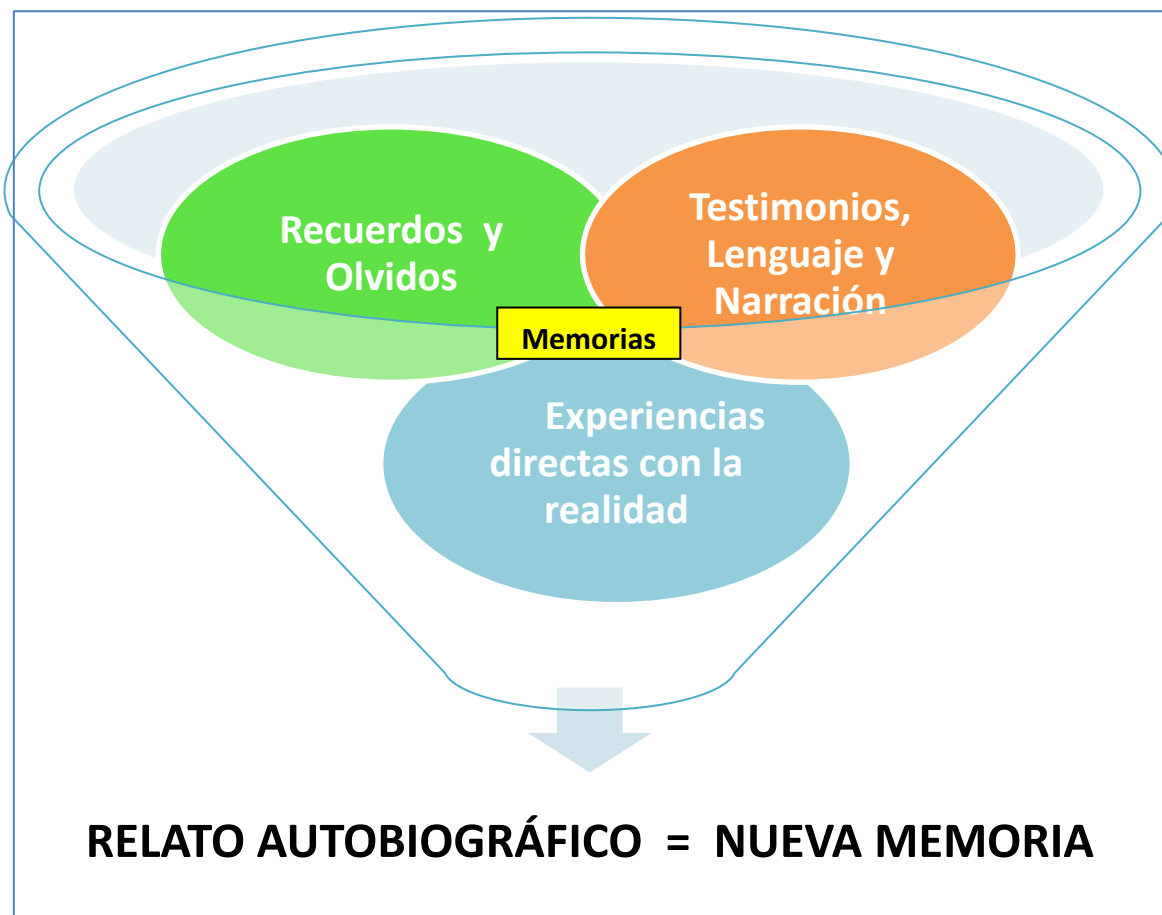 Recuerdos y
Olvidos
Testimonios,
Lenguaje y
Narración
Memorias
Experiencias
directas con la
realidad
RELATO AUTOBIOGRÁFICO = NUEVA MEMORIA